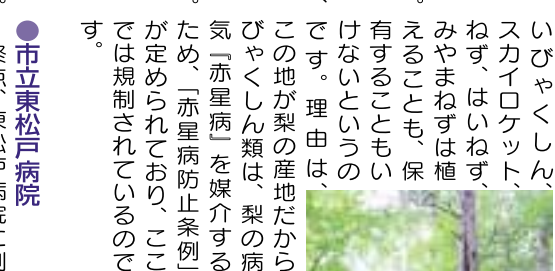 いびゃくしん、
スカイロケット、
ねず、はいねず、
みやまねずは植
えることも、保
有することもい
けないというの
です。理由は、
この地が梨の産地だから
びゃくしん類は、梨の病
気『赤星病』を媒介する
ため、「赤星病防止条例」
が定められており、ここ
では規制されているので
す。
●市立東松戸病院